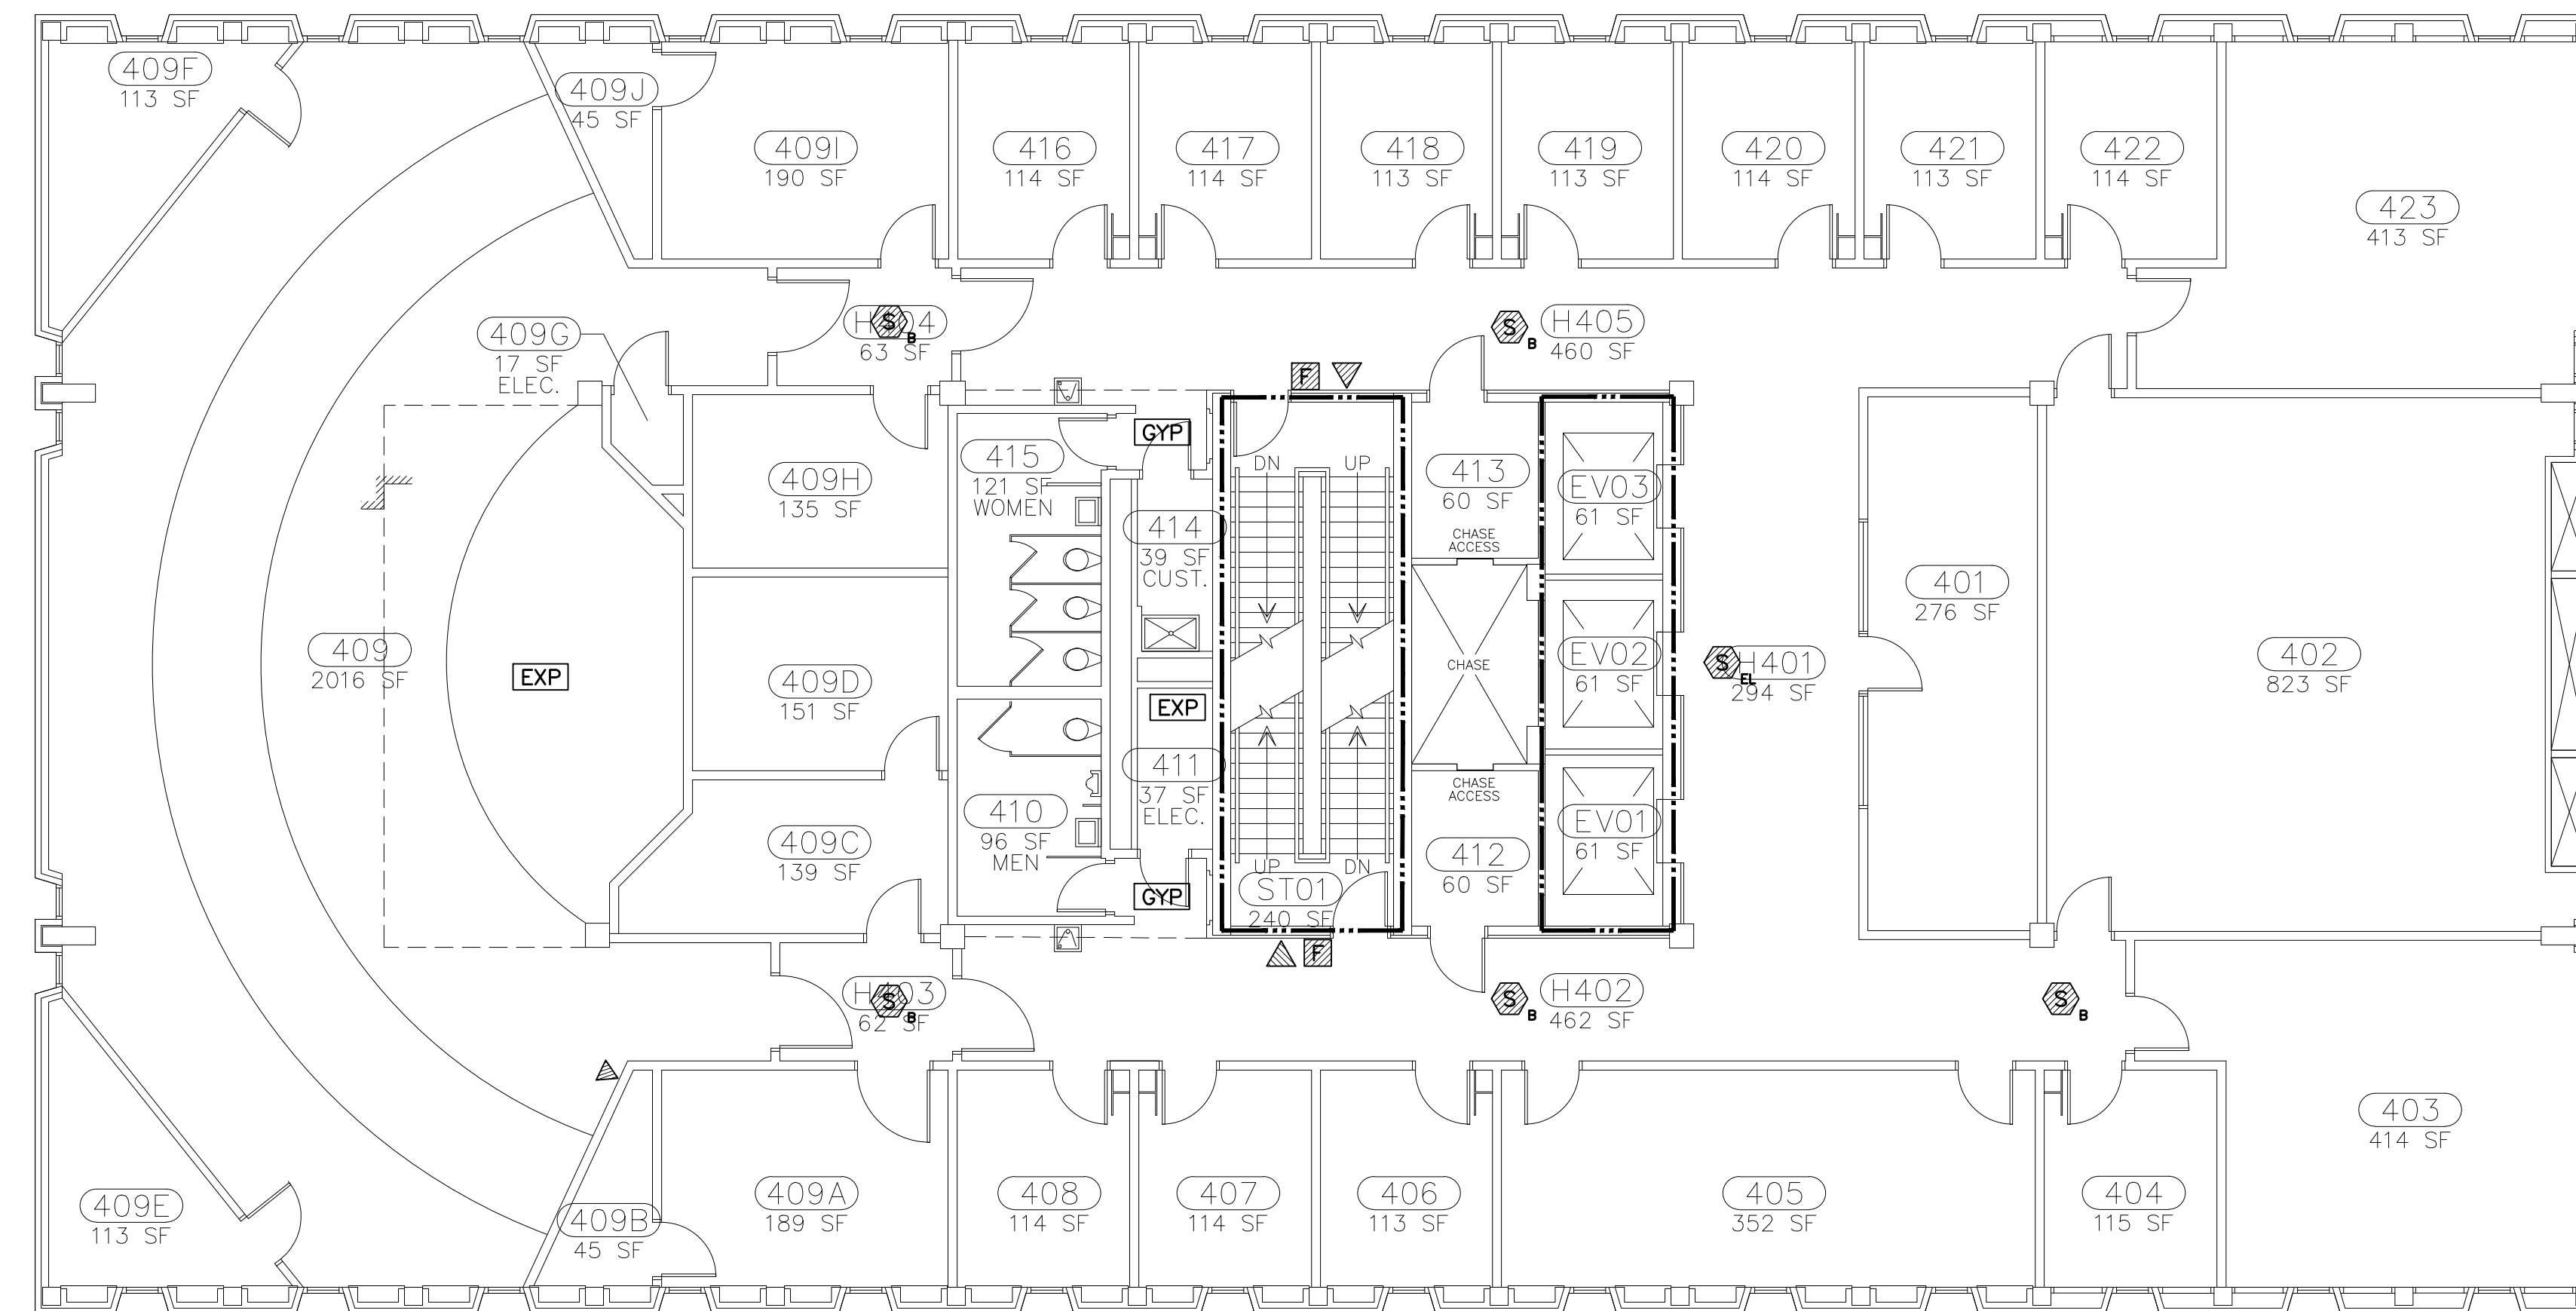 409F
113 SF
409J
45 SF
409I
190 SF
416
114 SF
417
114 SF
418
113 SF
419
113 SF
420
114 SF
421
113 SF
422
114 SF
423
413 SF
409G
17 SF
ELEC.
H404
63 SF
S
B
S
B
H405
460 SF
F
GYP
415
121 SF
WOMEN
409H
135 SF
414
39 SF
CUST.
DN
UP
413
60 SF
CHASE
ACCESS
EV03
61 SF
401
276 SF
409
2016 SF
EXP
409D
151 SF
EXP
CHASE
EV02
61 SF
S
EL
H401
294 SF
402
823 SF
409C
139 SF
410
96 SF
MEN
411
37 SF
ELEC.
GYP
UP
DN
ST01
240 SF
CHASE
ACCESS
412
60 SF
EV01
61 SF
F
H403
62 SF
S
B
S
B
H402
462 SF
S
B
409E
113 SF
409B
45 SF
409A
189 SF
408
114 SF
407
114 SF
406
113 SF
405
352 SF
404
115 SF
403
414 SF